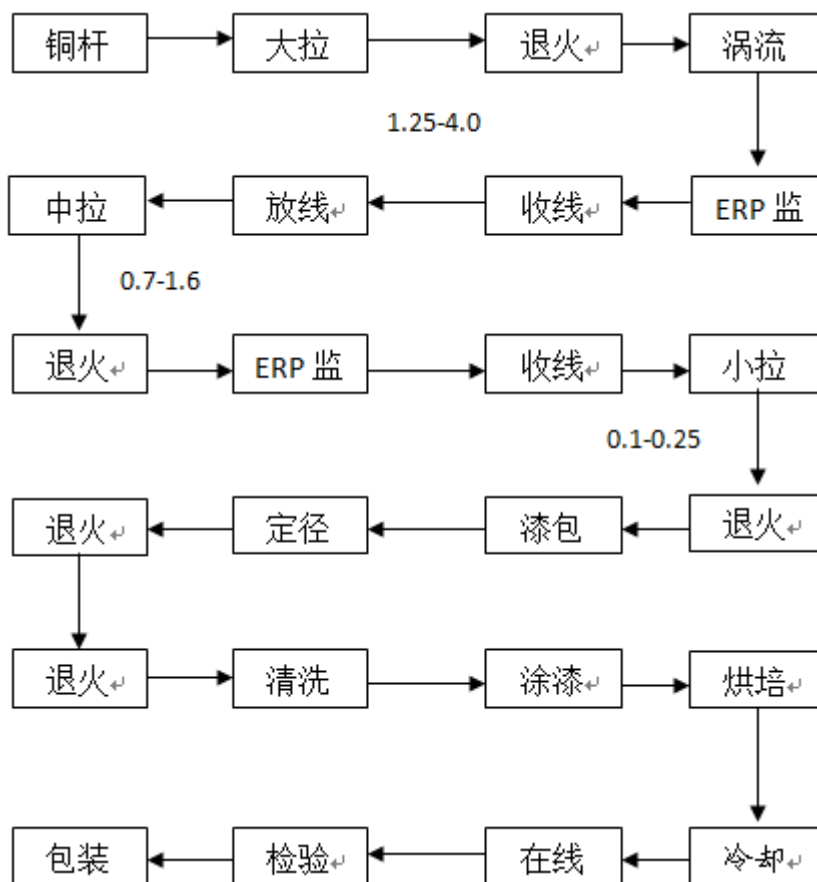 铜杆 大拉 退火 涡流
1.25-4.0
中拉 放线 收线 ERP 监
0.7-1.6
退火 ERP 监 收线 小拉
0.1-0.25
退火 定径 漆包 退火
退火 清洗 涂漆 烘培
包装 检验 在线 冷却